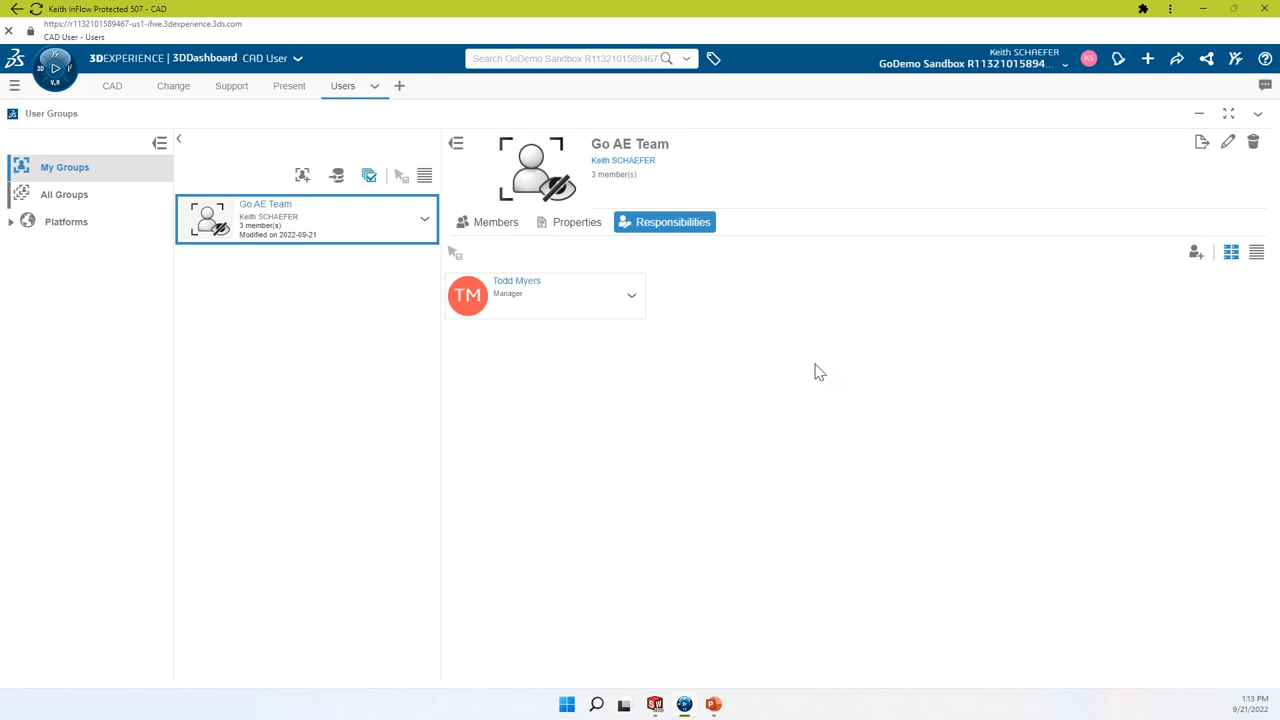 Keith InFlow Protected 507 - CAD
https://r1132101589467-us1-ifwe.3dexperience.3ds.com
CAD User - Users
3DEXPERIENCE | 3DDashboard CAD User
Search GoDemo Sandbox R1132101589467
Keith SCHAEFER
GoDemo Sandbox R11321015894...
KS
3D
V.R
CAD
Change
Support
Present
Users
User Groups
My Groups
All Groups
Platforms
Go AE Team
Keith SCHAEFER
3 member(s)
Modified on 2022-09-21
Go AE Team
Keith SCHAEFER
3 member(s)
Members
Properties
Responsibilities
TM
Todd Myers
Manager
1:13 PM
9/21/2022